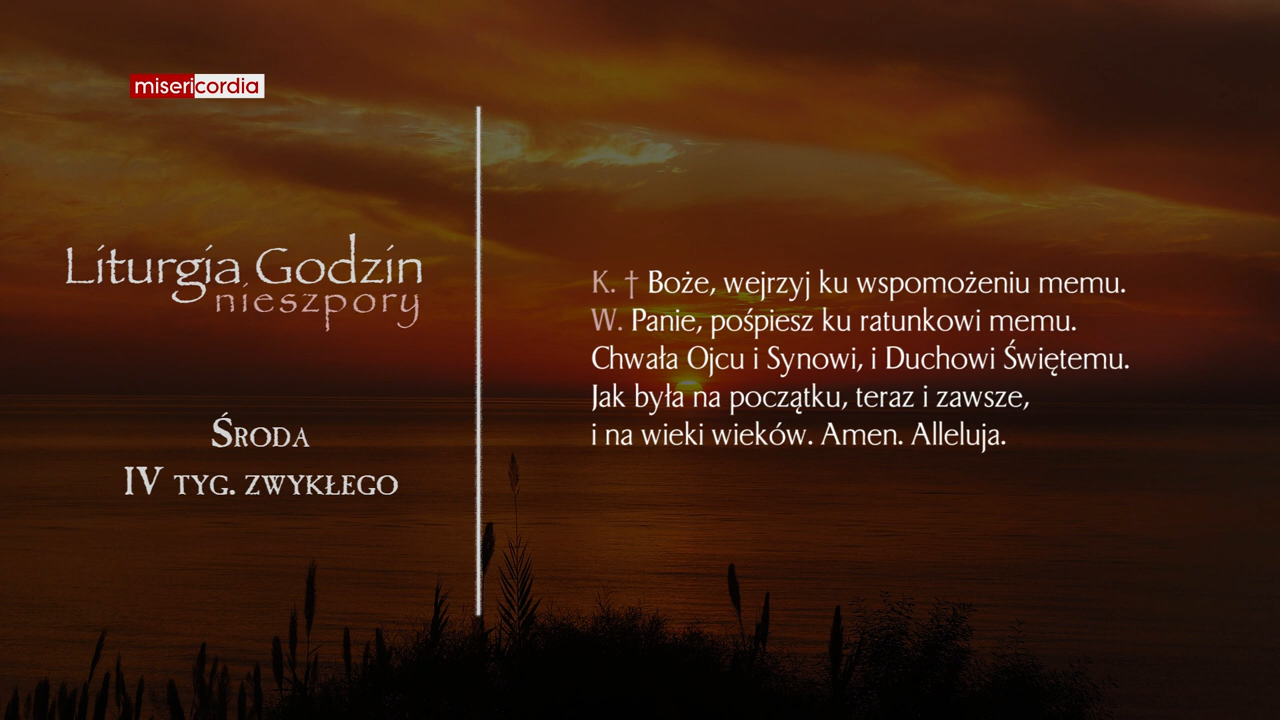 misericordia
Liturgia Godzin
nieszpory
Środa
IV tyg. zwykłego
K. † Boże, wejrzyj ku wspomożeniu memu.
W. Panie, pośpiesz ku ratunkowi memu.
Chwała Ojcu i Synowi, i Duchowi Świętemu.
Jak była na początku, teraz i zawsze,
i na wieki wieków. Amen. Alleluja.